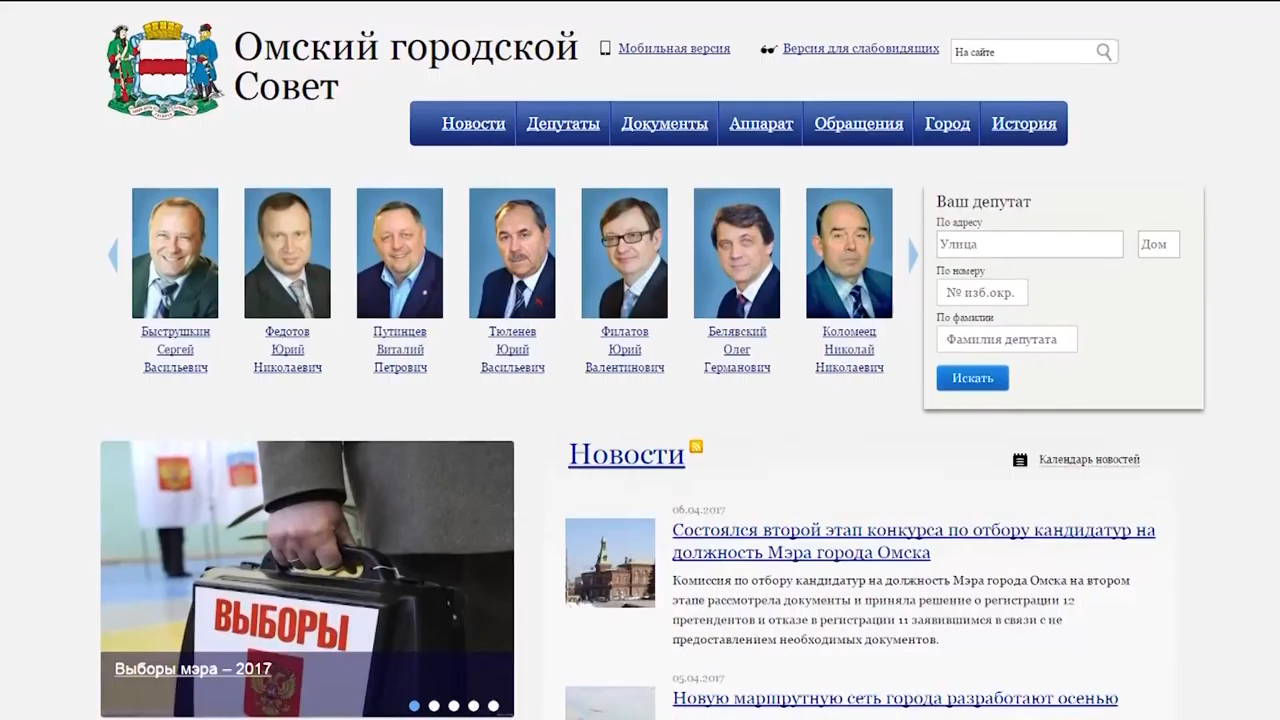 Омский городской
Совет
Мобильная версия
Версия для слабовидящих
На сайте
Новости
Депутаты
Документы
Аппарат
Обращения
Город
История
Быструшкин
Сергей
Васильевич
Федотов
Юрий
Николаевич
Путинцев
Виталий
Петрович
Тюленев
Юрий
Васильевич
Филатов
Юрий
Валентинович
Белявский
Олег
Германович
Коломеец
Николай
Николаевич
Ваш депутат
По адресу
Улица
Дом
По номеру
№ изб.окр.
По фамилии
Фамилия депутата
Искать
ВЫБОРЫ
Выборы мэра – 2017
Новости
Календарь новостей
06.04.2017
Состоялся второй этап конкурса по отбору кандидатур на
должность Мэра города Омска
Комиссия по отбору кандидатур на должность Мэра города Омска на втором
этапе рассмотрела документы и приняла решение о регистрации 12
претендентов и отказе в регистрации 11 заявившимся в связи с не
предоставлением необходимых документов.
05.04.2017
Новую маршрутную сеть города разработают осенью